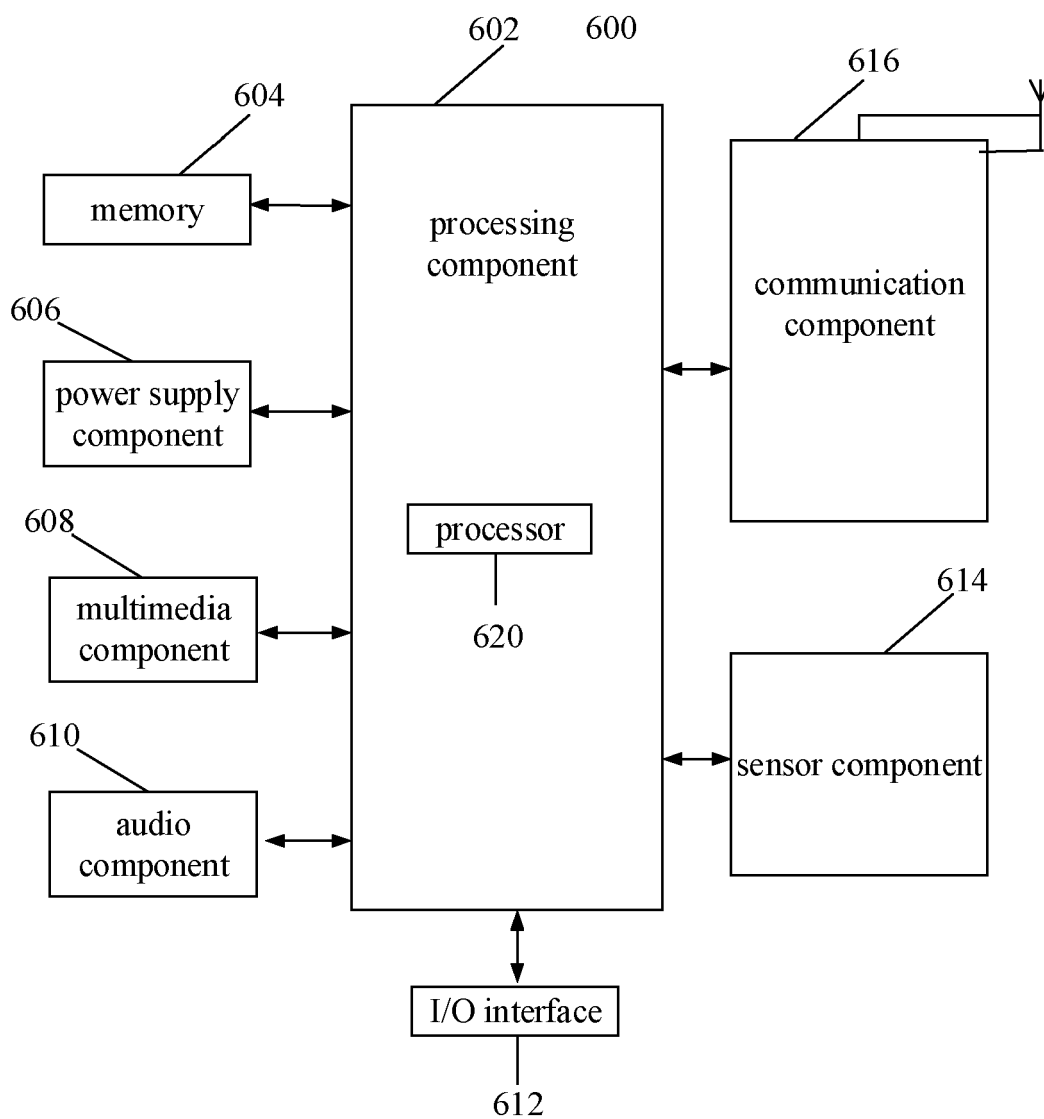 602
600
616
604
memory
processing
component
communication
component
606
power supply
component
608
processor
multimedia
component
620
614
610
sensor component
audio
component
I/O interface
612